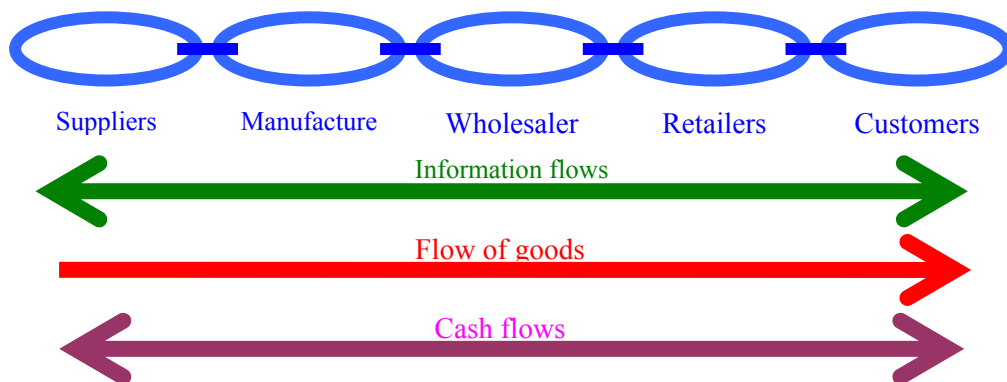 Suppliers Manufacture Wholesaler Retailers Customers
Information flows
Flow of goods
Cash flows